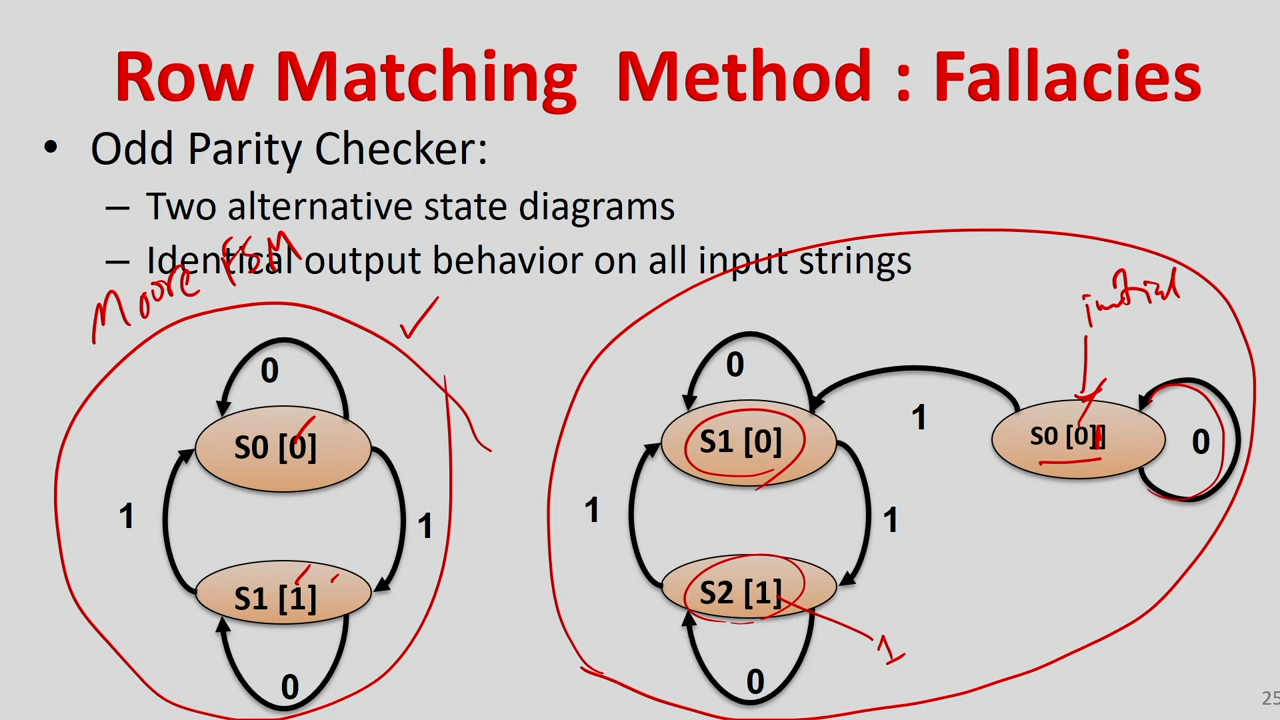 Row Matching Method : Fallacies
• Odd Parity Checker:
– Two alternative state diagrams
– Identical output behavior on all input strings
Moore FSM
initial
0
0
1
S0 [0]
S1 [0]
S0 [0]
0
1
1
1
1
S1 [1]
S2 [1]
1
0
0
25